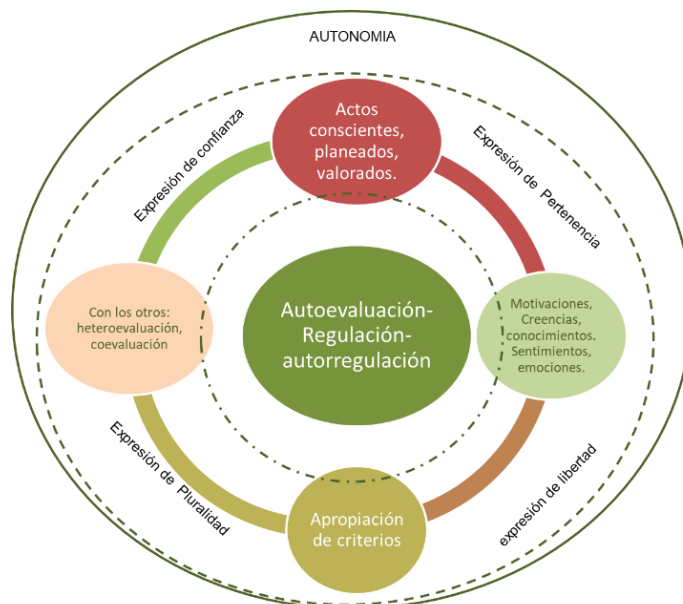 AUTONOMIA
Actos
conscientes,
planeados,
valorados.
Expresión de confianza
Expresión de Pertenencia
Con los otros:
heteroevaluación,
coevaluación
Autoevaluación-
Regulación-
autorregulación
Motivaciones,
Creencias,
conocimientos.
Sentimientos,
emociones.
Expresión de Pluralidad
expresión de libertad
Apropiación
de criterios